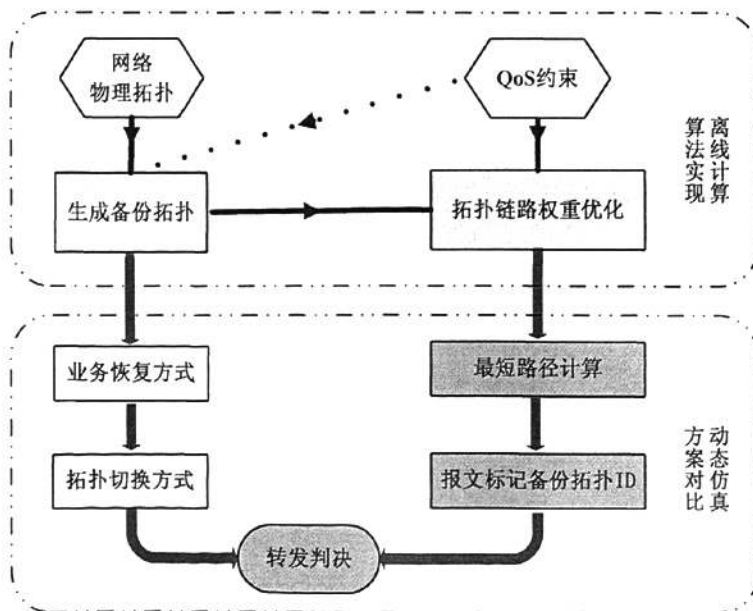 网络
物理拓扑
QoS约束
生成备份拓扑
拓扑链路权重优化
离线计算
算法实现
业务恢复方式
最短路径计算
拓扑切换方式
报文标记备份拓扑ID
转发判决
动态仿真
方案对比